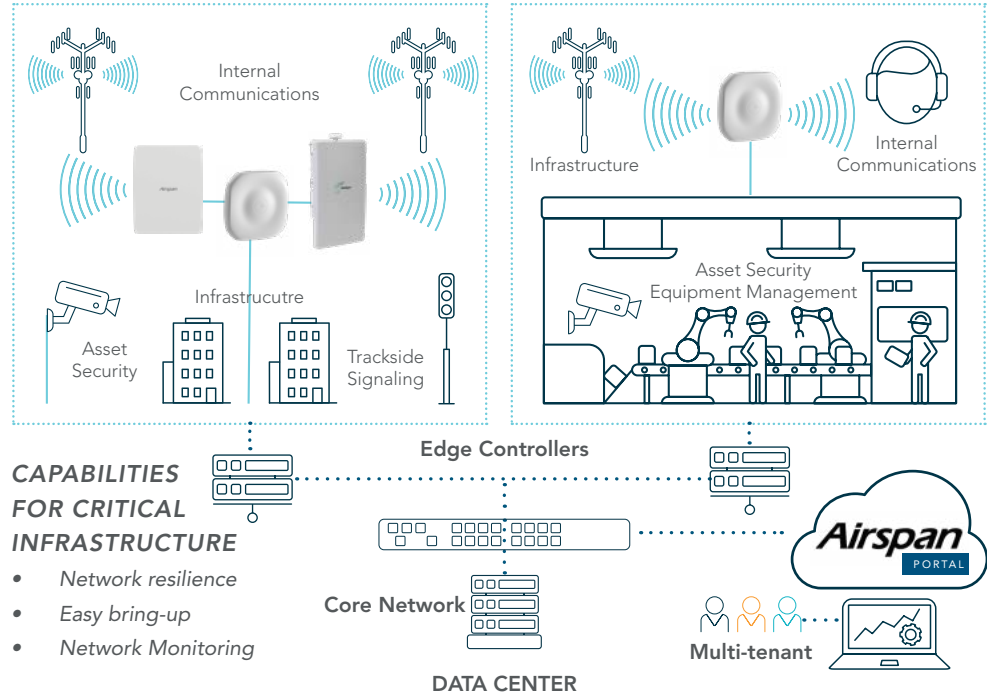 Internal
Communications
Airspan
Infrastrucutre
Asset
Security
Trackside
Signaling
Infrastructure
Internal
Communications
Asset Security
Equipment Management
Edge Controllers
CAPABILITIES
FOR CRITICAL
INFRASTRUCTURE
• Network resilience
• Easy bring-up
• Network Monitoring
Core Network
DATA CENTER
Airspan
PORTAL
Multi-tenant